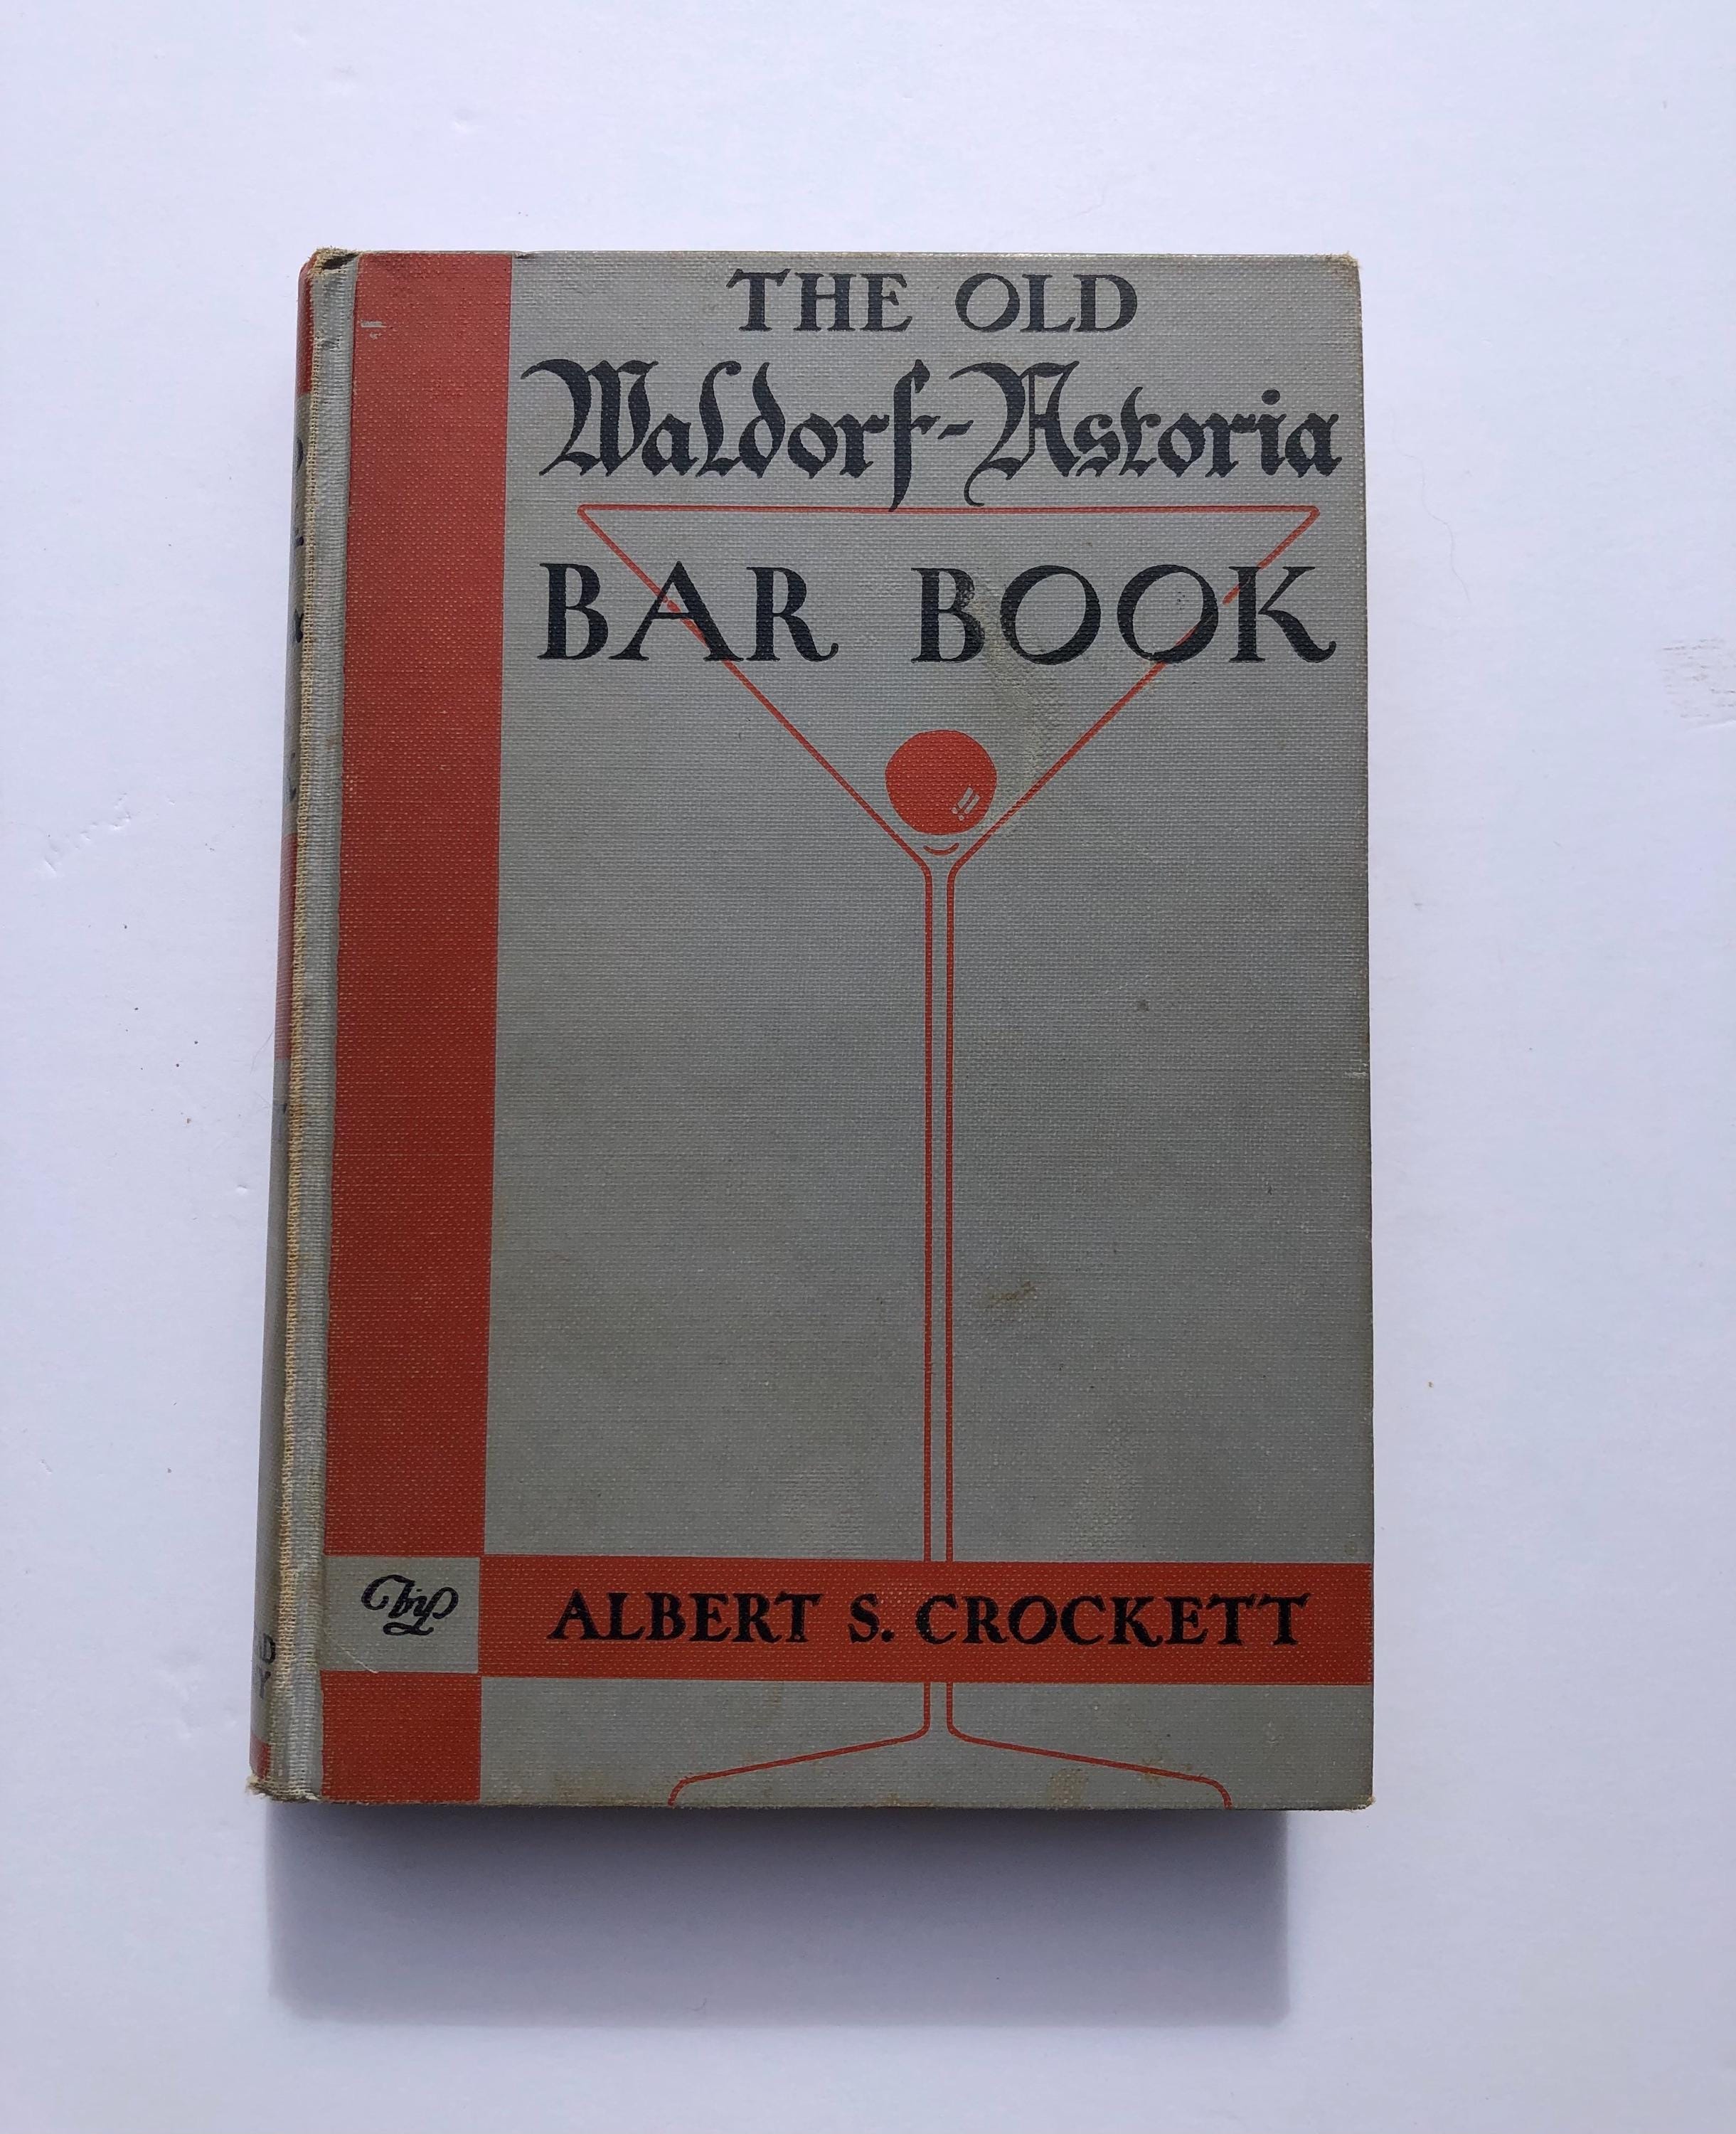 THE OLD
Waldorf-Astoria
BAR BOOK
by
ALBERT S. CROCKETT